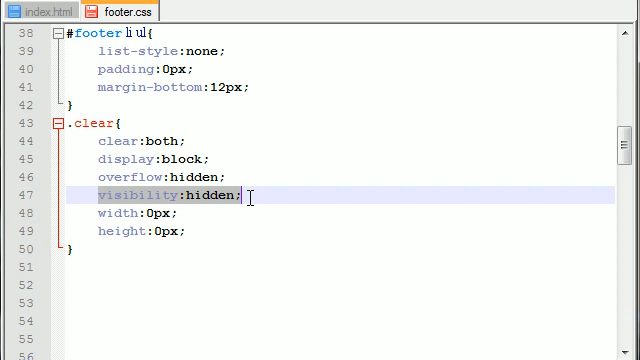 index.html footer.css
38 #footer li ul{
39 list-style:none;
40 padding:0px;
41 margin-bottom:12px;
42 }
43 .clear{
44 clear:both;
45 display:block;
46 overflow:hidden;
47 visibility:hidden;
48 width:0px;
49 height:0px;
50 }
51
52
53
54
55
56